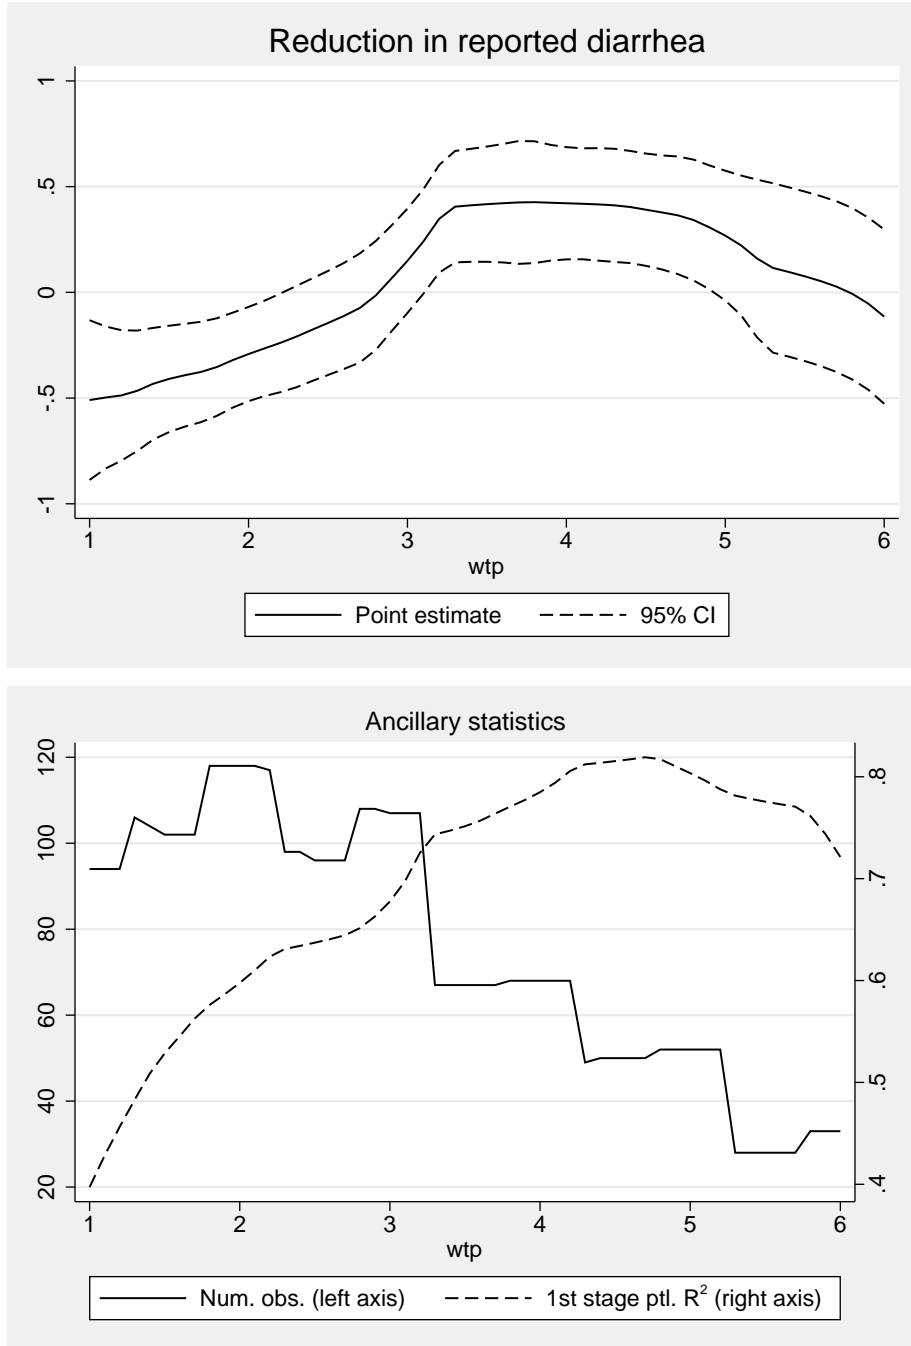 Reduction in reported diarrhea
1
.5
0
-.5
-1
1 2 3 4 5 6
wtp
Point estimate 95% CI
Ancillary statistics
120
100
80
60
40
20
.8
.7
.6
.5
.4
1 2 3 4 5 6
wtp
Num. obs. (left axis) 1st stage ptl. R² (right axis)